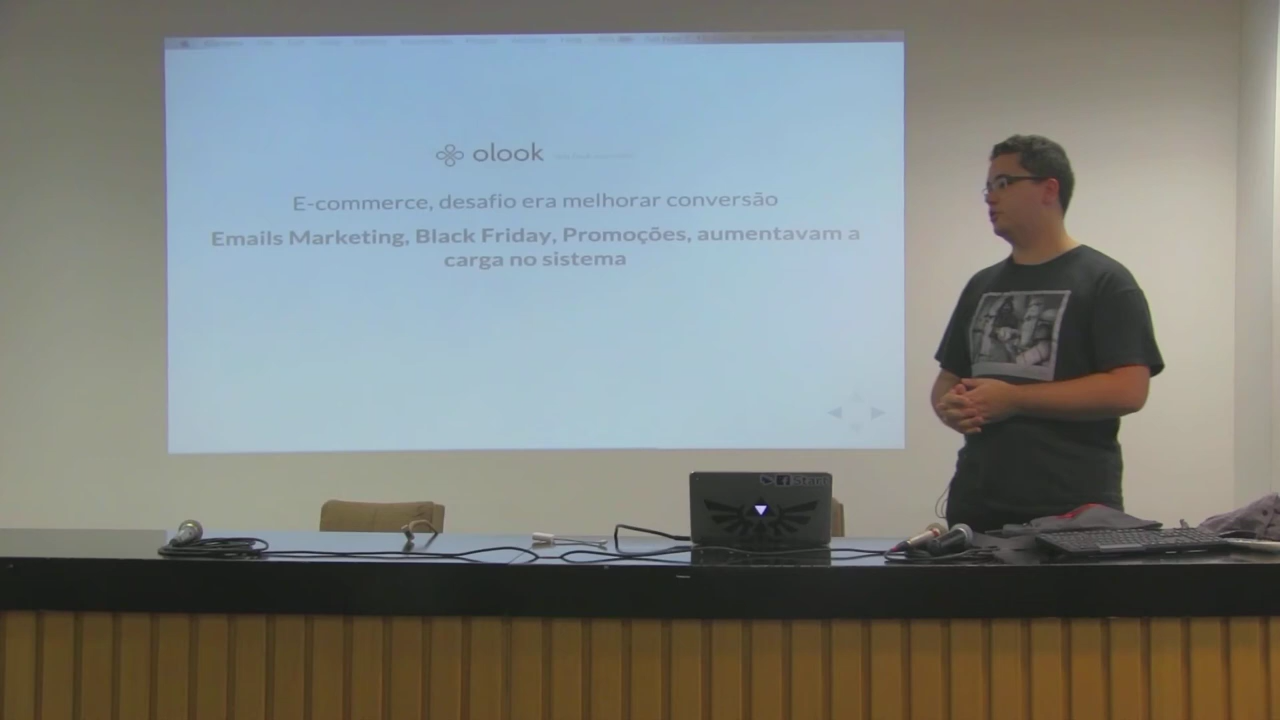 olook
E-commerce, desafio era melhorar conversão
Emails Marketing, Black Friday, Promoções, aumentavam a
carga no sistema